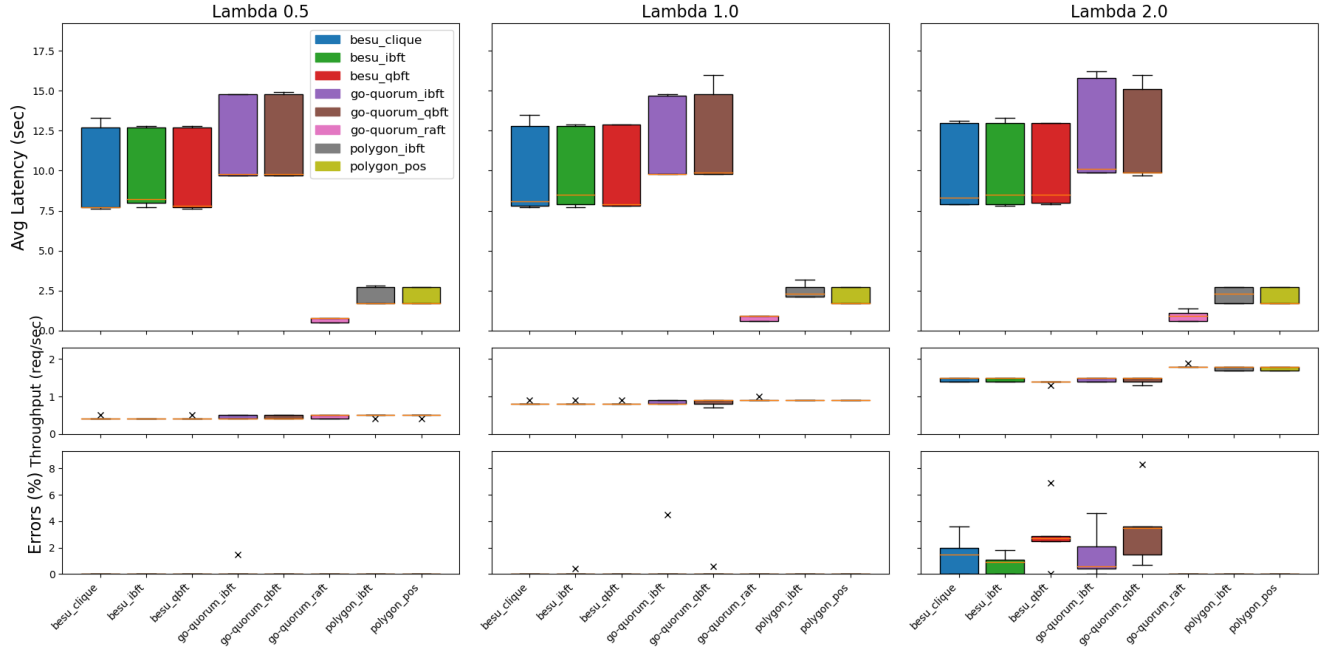 Lambda 0.5
Lambda 1.0
Lambda 2.0
Avg Latency (sec)
17.5
15.0
12.5
10.0
7.5
5.0
2.5
0.0
besu_clique
besu_ibft
besu_qbft
go-quorum_ibft
go-quorum_qbft
go-quorum_raft
polygon_ibft
polygon_pos
Throughput (req/sec)
2
1
0
Errors (%)
8
6
4
2
0
besu_clique
besu_ibft
besu_qbft
go-quorum_ibft
go-quorum_qbft
go-quorum_raft
polygon_ibft
polygon_pos
besu_clique
besu_ibft
besu_qbft
go-quorum_ibft
go-quorum_qbft
go-quorum_raft
polygon_ibft
polygon_pos
besu_clique
besu_ibft
besu_qbft
go-quorum_ibft
go-quorum_qbft
go-quorum_raft
polygon_ibft
polygon_pos